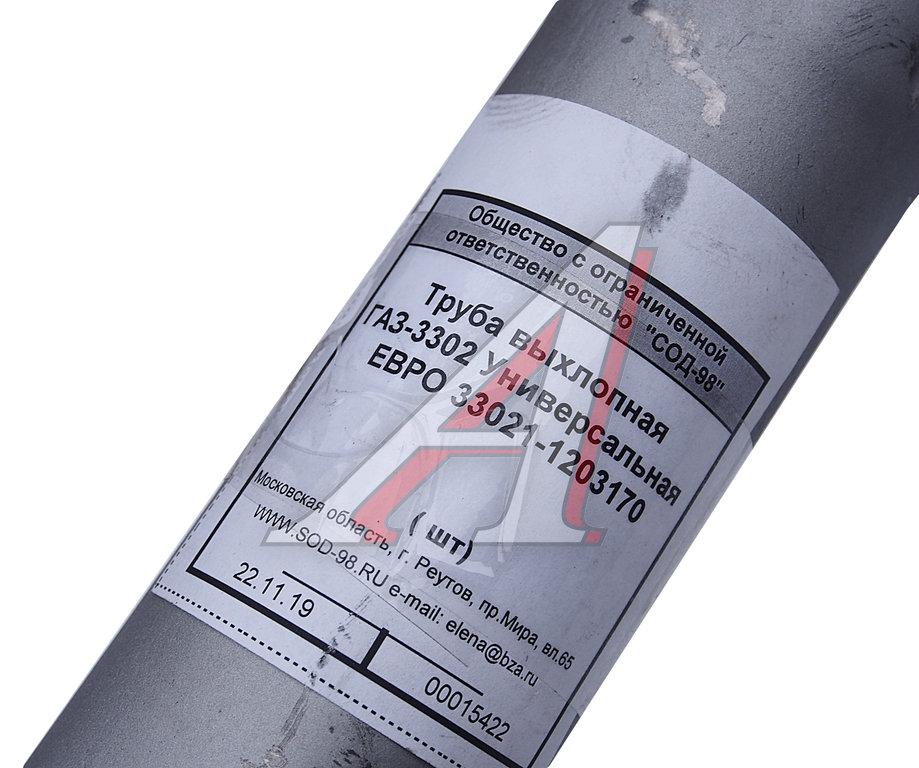 Общество с ограниченной
ответственностью "СОД-98"
Труба выхлопная
ГАЗ-3302 универсальная
ЕВРО 33021-1203170
( шт)
Московская область, г. Реутов, пр.Мира, вл.65
WWW.SOD-98.RU e-mail: elena@bza.ru
22.11.19
00015422